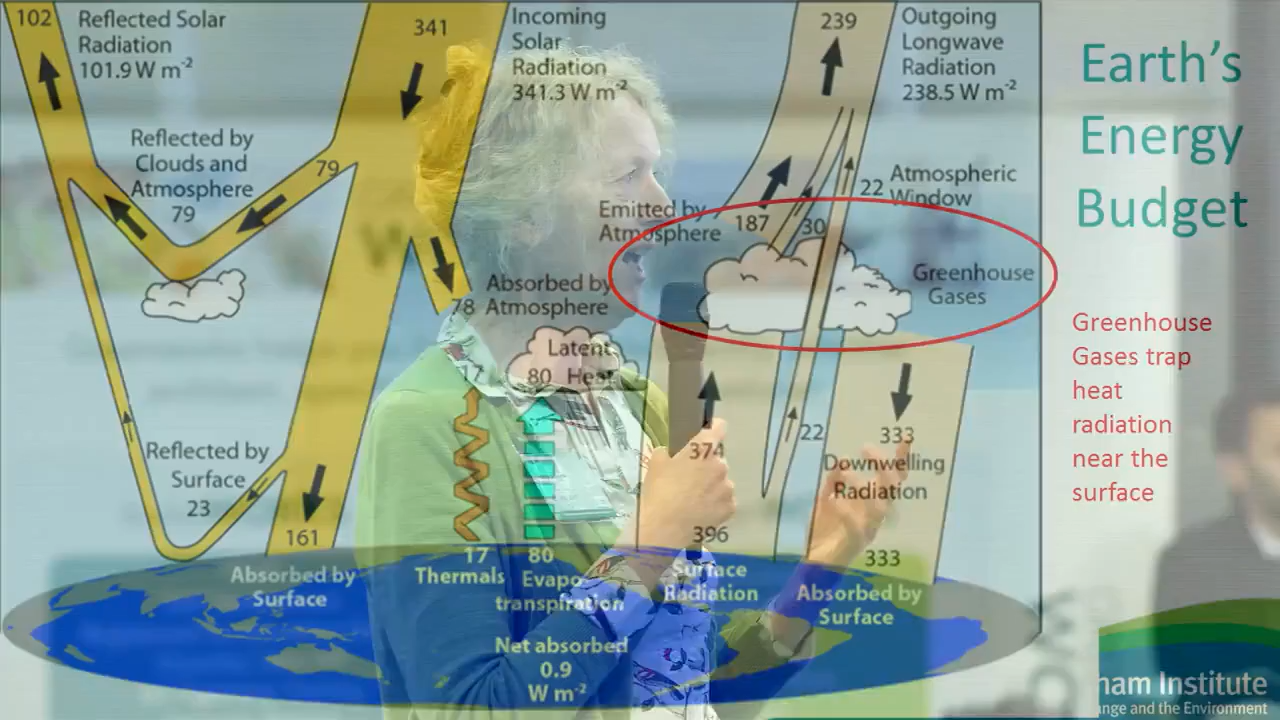 102
Reflected Solar
Radiation
101.9 W m-2
341
Incoming
Solar
Radiation
341.3 W m-2
239
Outgoing
Longwave
Radiation
238.5 W m-2
Earth's
Energy
Budget
Reflected by
Clouds and
Atmosphere
79
79
Emitted by
Atmosphere
187
30
22
Atmospheric
Window
Greenhouse
Gases
Absorbed by
78 Atmosphere
Greenhouse
Gases trap
heat
radiation
near the
surface
17
Latent
80 Heat
374
22
333
Downwelling
Radiation
Reflected by
Surface
23
161
396
333
Absorbed by
Surface
17
Thermals
80
Evapo
transpiration
Surface
Radiation
Absorbed by
Surface
Net absorbed
0.9
W m-2
ham Institute
nge and the Environment